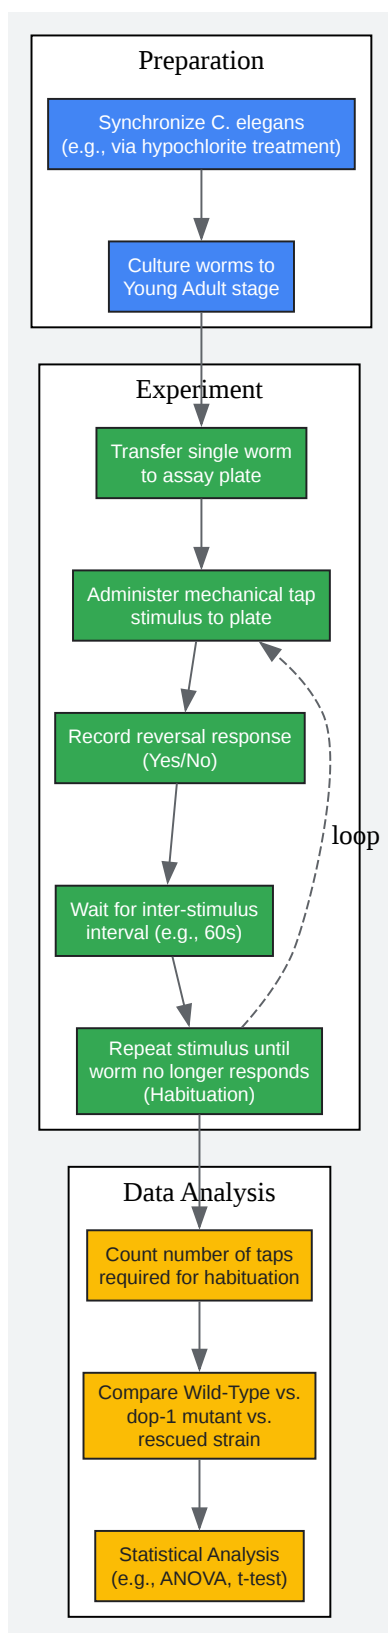 Preparation
Synchronize C. elegans
(e.g., via hypochlorite treatment)
Culture worms to
Young Adult stage
Experiment
Transfer single worm
to assay plate
Administer mechanical tap
stimulus to plate
Record reversal response
(Yes/No)
loop
Wait for inter-stimulus
interval (e.g., 60s)
Repeat stimulus until
worm no longer responds
(Habituation)
Data Analysis
Count number of taps
required for habituation
Compare Wild-Type vs.
dop-1 mutant vs.
rescued strain
Statistical Analysis
(e.g., ANOVA, t-test)